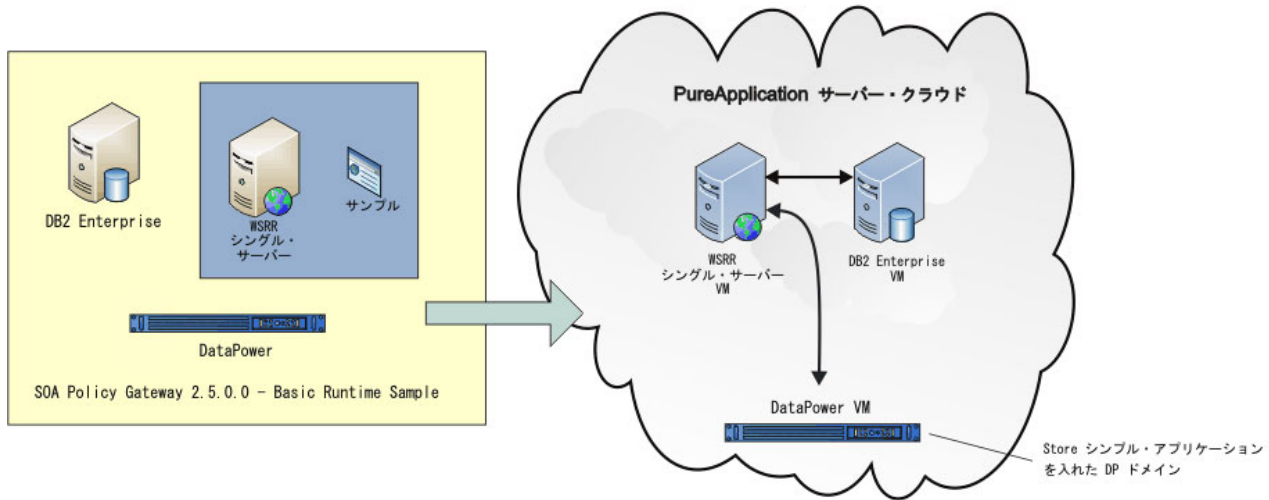 DB2 Enterprise
WSRR
シングル・
サーバー
サンプル
DataPower
SOA Policy Gateway 2.5.0.0 - Basic Runtime Sample
PureApplication サーバー・クラウド
WSRR
シングル・サーバー
VM
DB2 Enterprise
VM
DataPower VM
Store シンプル・アプリケーション
を入れた DP ドメイン